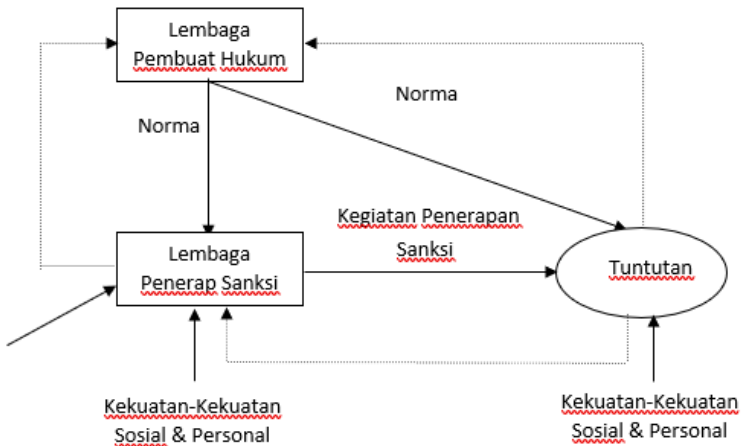 Lembaga
Pembuat Hukum
Norma
Norma
Kegiatan Penerapan
Sanksi
Lembaga
Penerap Sanksi
Tuntutan
Kekuatan-Kekuatan
Sosial & Personal
Kekuatan-Kekuatan
Sosial & Personal